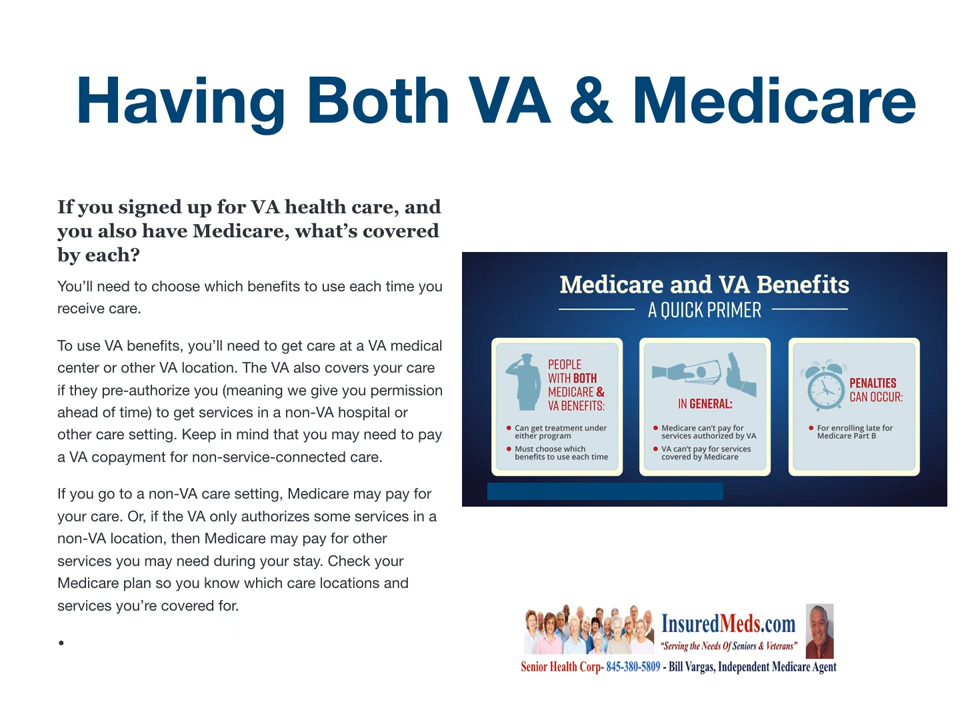 Having Both VA & Medicare
If you signed up for VA health care, and
you also have Medicare, what’s covered
by each?
You’ll need to choose which benefits to use each time you
receive care.
To use VA benefits, you’ll need to get care at a VA medical
center or other VA location. The VA also covers your care
if they pre-authorize you (meaning we give you permission
ahead of time) to get services in a non-VA hospital or
other care setting. Keep in mind that you may need to pay
a VA copayment for non-service-connected care.
If you go to a non-VA care setting, Medicare may pay for
your care. Or, if the VA only authorizes some services in a
non-VA location, then Medicare may pay for other
services you may need during your stay. Check your
Medicare plan so you know which care locations and
services you’re covered for.
•
Medicare and VA Benefits
A QUICK PRIMER
PEOPLE
WITH BOTH
MEDICARE &
VA BENEFITS:
• Can get treatment under
either program
• Must choose which
benefits to use each time
IN GENERAL:
• Medicare can’t pay for
services authorized by VA
• VA can’t pay for services
covered by Medicare
PENALTIES
CAN OCCUR:
• For enrolling late for
Medicare Part B
InsuredMeds.com
“Serving the Needs Of Seniors & Veterans”
Senior Health Corp- 845-380-5809 - Bill Vargas, Independent Medicare Agent